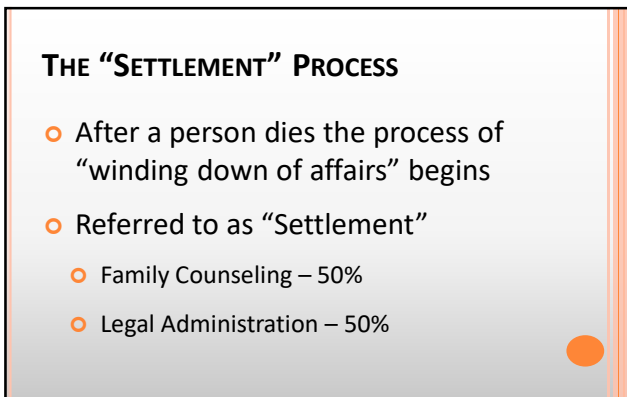 THE “SETTLEMENT” PROCESS
After a person dies the process of
“winding down of affairs” begins
Referred to as “Settlement”
Family Counseling – 50%
Legal Administration – 50%